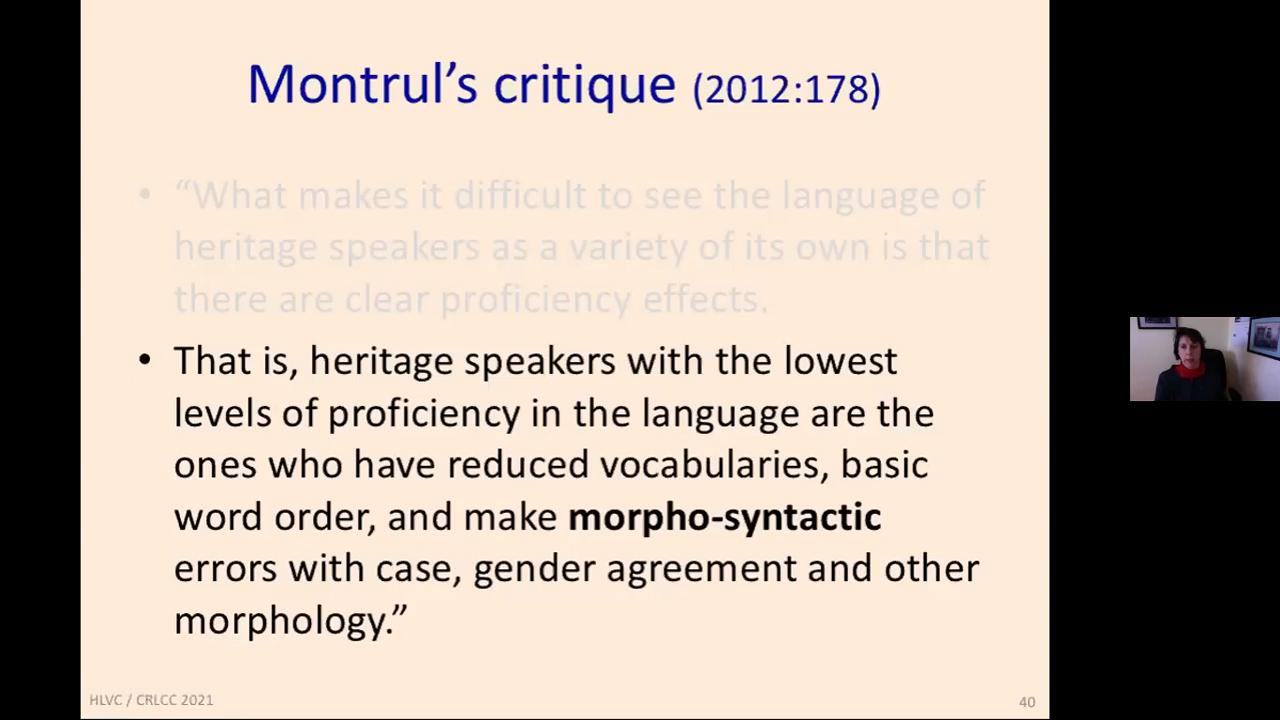 Montrul’s critique (2012:178)
• “What makes it difficult to see the language of
heritage speakers as a variety of its own is that
there are clear proficiency effects.
• That is, heritage speakers with the lowest
levels of proficiency in the language are the
ones who have reduced vocabularies, basic
word order, and make morpho-syntactic
errors with case, gender agreement and other
morphology.”
HLVC / CRLCC 2021
40